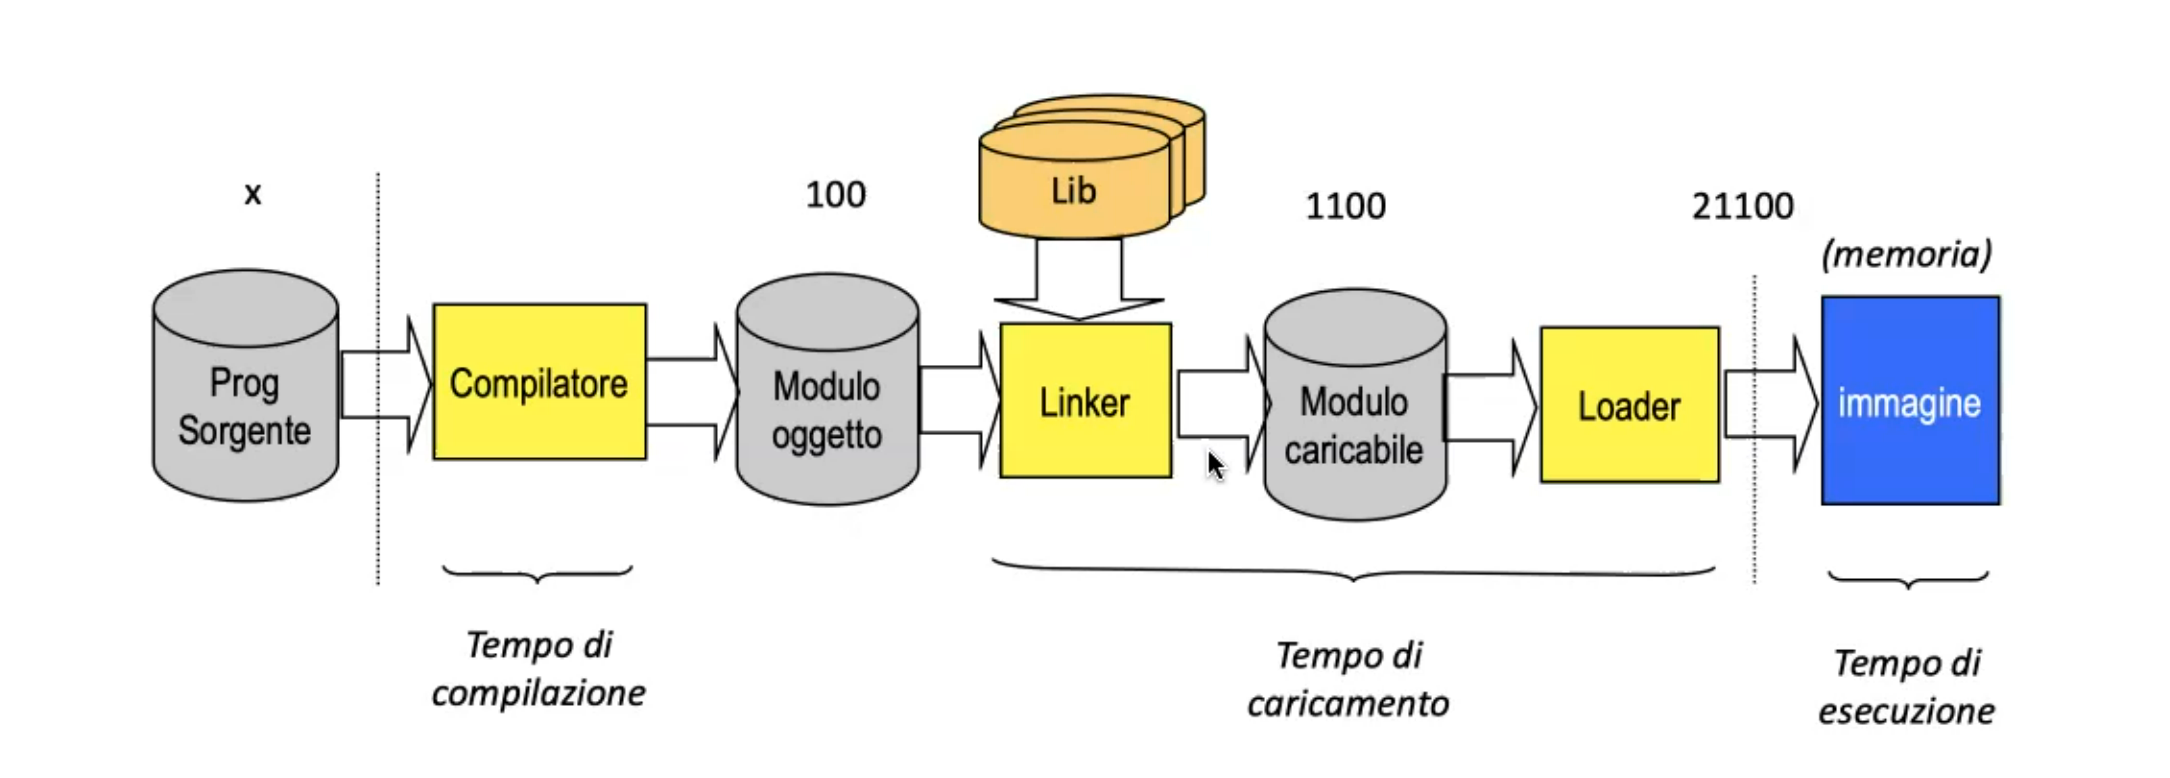 x
100
Lib
1100
21100
(memoria)
Prog
Sorgente
Compilatore
Modulo
oggetto
Linker
Modulo
caricabile
Loader
immagine
Tempo di
compilazione
Tempo di
caricamento
Tempo di
esecuzione